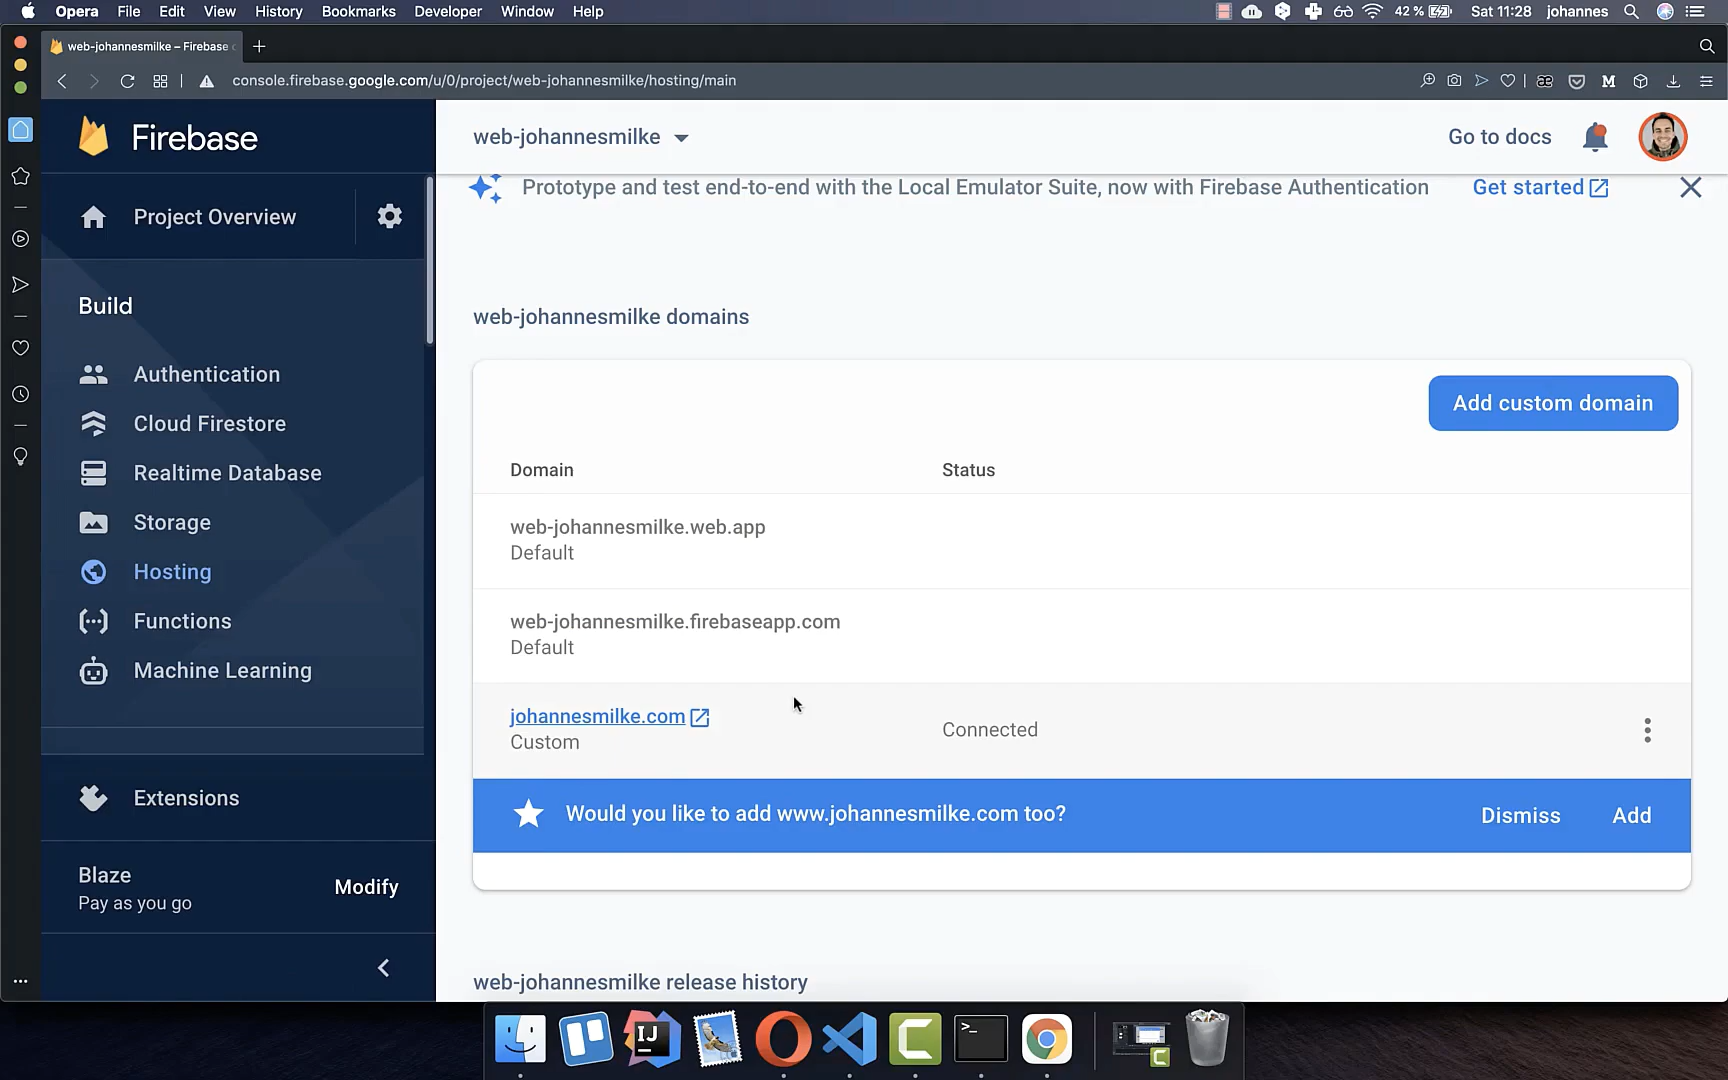 Opera File Edit View History Bookmarks Developer Window Help 42 % Sat 11:28 johannes
web-johannesmilke – Firebase
console.firebase.google.com/u/0/project/web-johannesmilke/hosting/main
Firebase
web-johannesmilke
Go to docs
Prototype and test end-to-end with the Local Emulator Suite, now with Firebase Authentication
Get started
Project Overview
Build
Authentication
Cloud Firestore
Realtime Database
Storage
Hosting
Functions
Machine Learning
Extensions
Blaze
Pay as you go
Modify
web-johannesmilke domains
Add custom domain
Domain Status
web-johannesmilke.web.app
Default
web-johannesmilke.firebaseapp.com
Default
johannesmilke.com
Custom
Connected
Would you like to add www.johannesmilke.com too?
Dismiss Add
web-johannesmilke release history